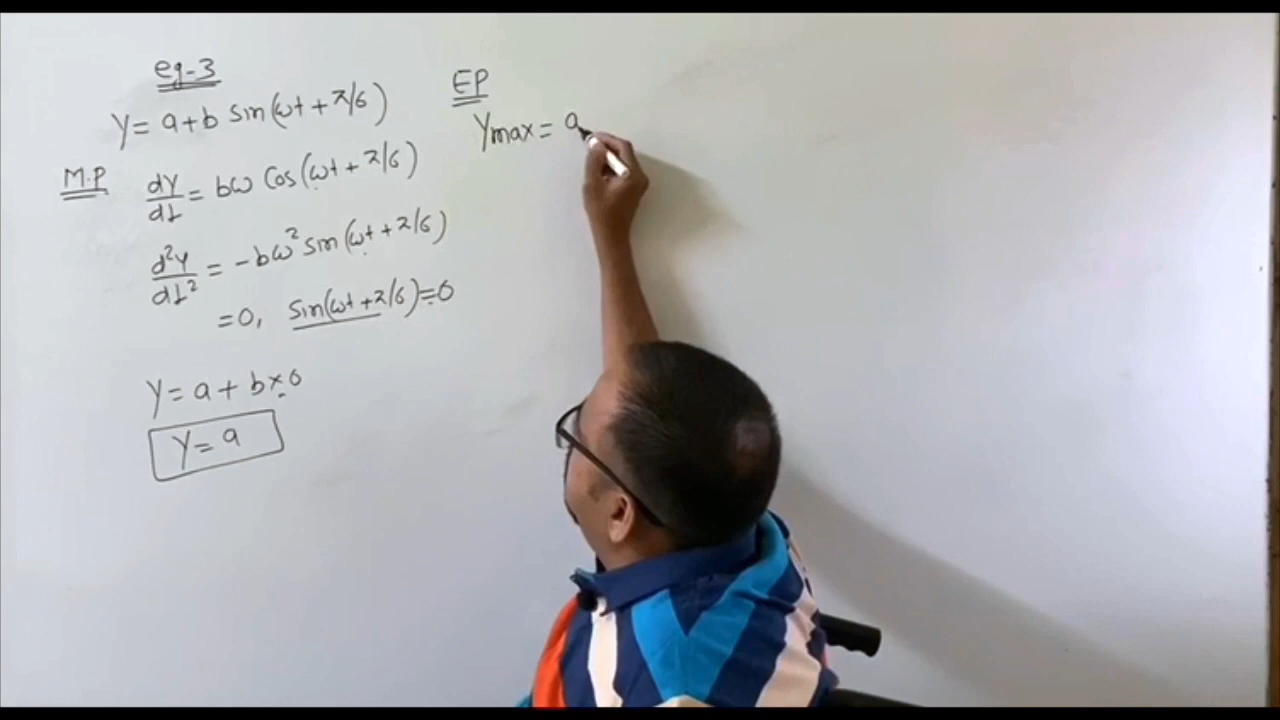 eg-3
Y = a + b sin(ωt + π/6)
M.P
dY/dt = bω Cos(ωt + π/6)
d²Y/dt² = -bω² sin(ωt + π/6)
= 0, sin(ωt + π/6) = 0
Y = a + b × 0
Y = a
EP
Ymax = a